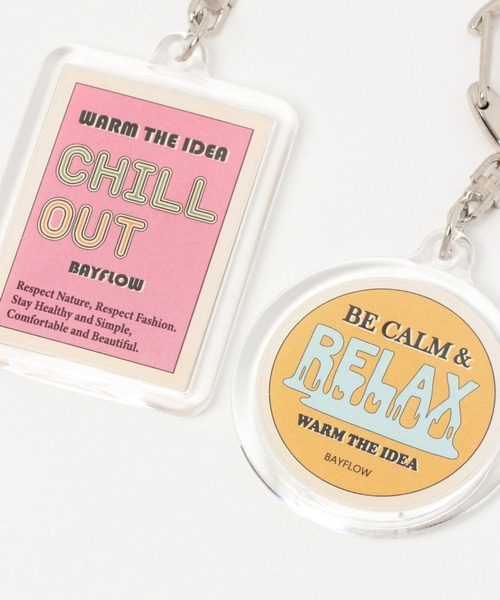 WARM THE IDEA
CHILL
OUT
BAYFLOW
Respect Nature, Respect Fashion.
Stay Healthy and Simple,
Comfortable and Beautiful.
BE CALM &
RELAX
WARM THE IDEA
BAYFLOW